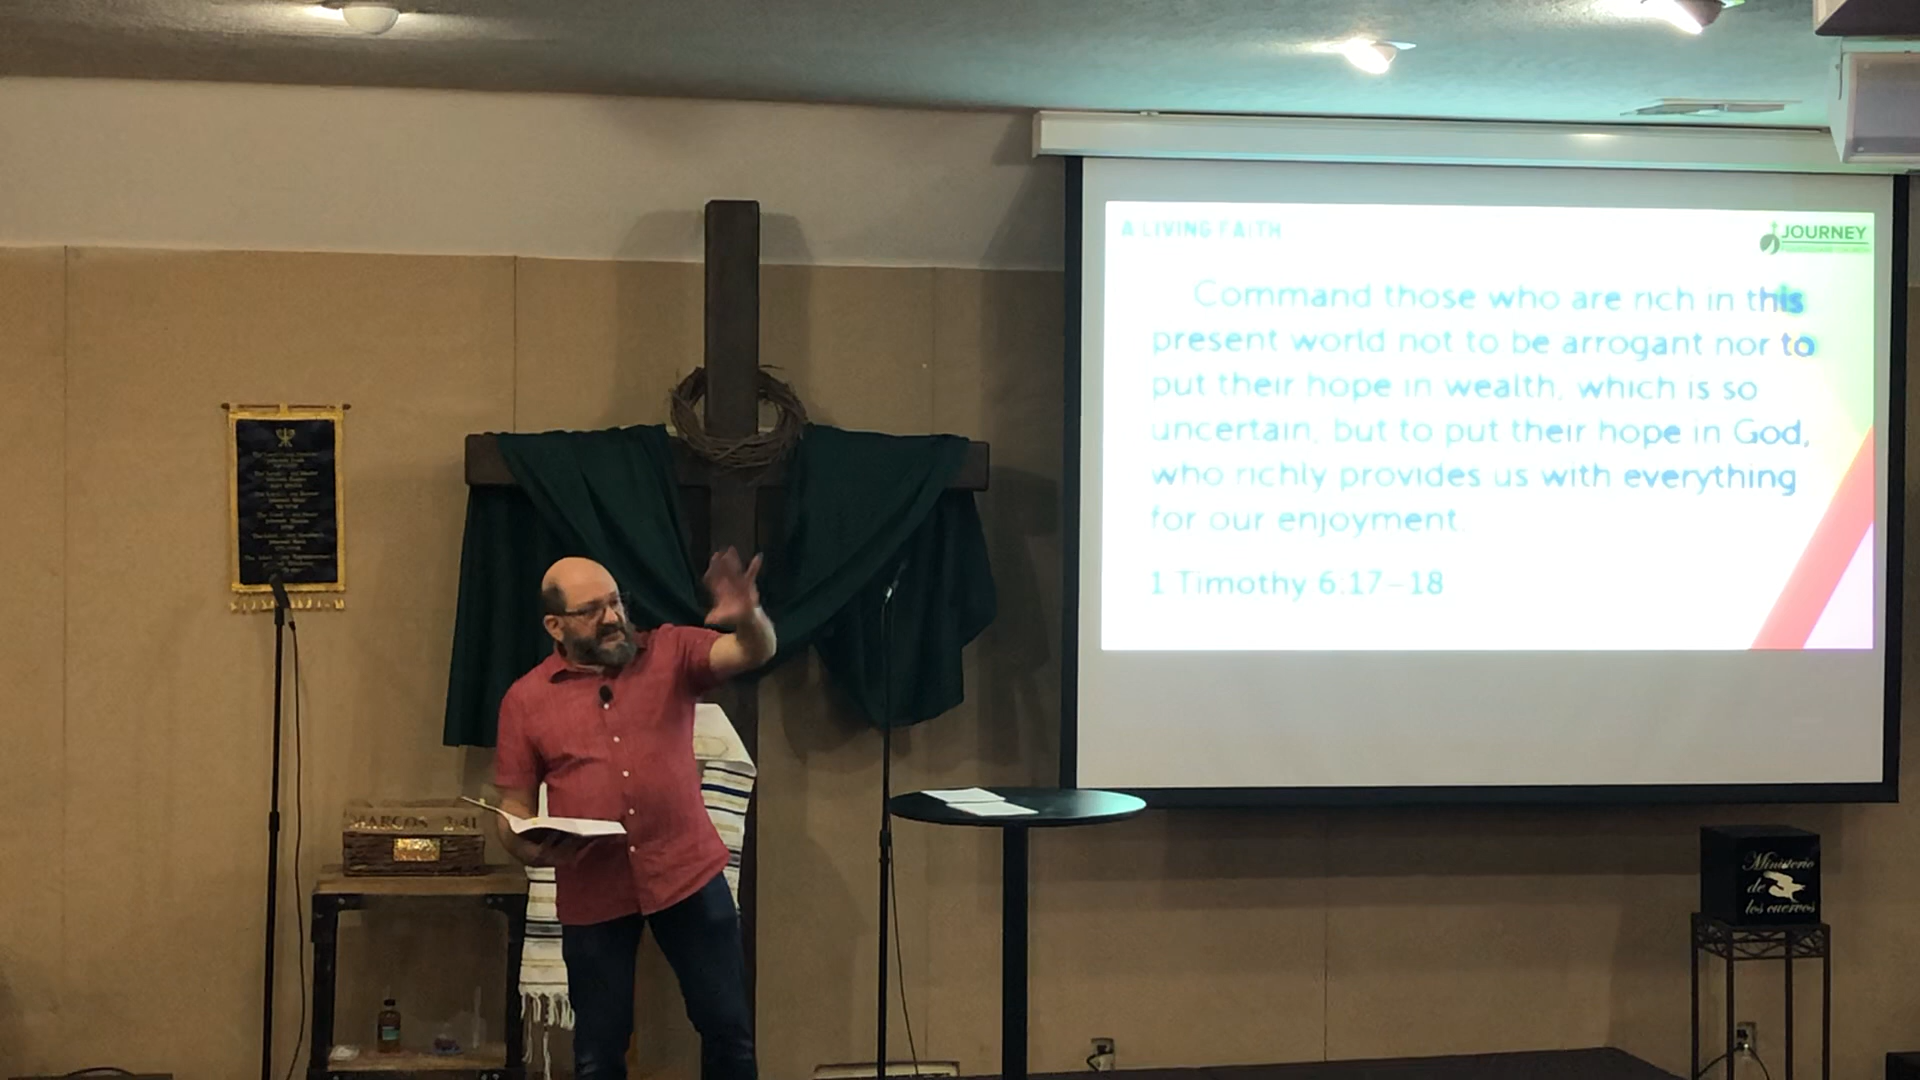 A LIVING FAITH
JOURNEY
Command those who are rich in this
present world not to be arrogant nor to
put their hope in wealth, which is so
uncertain, but to put their hope in God,
who richly provides us with everything
for our enjoyment.
1 Timothy 6:17–18
MARCOS
Ministerio
de
los cuervos